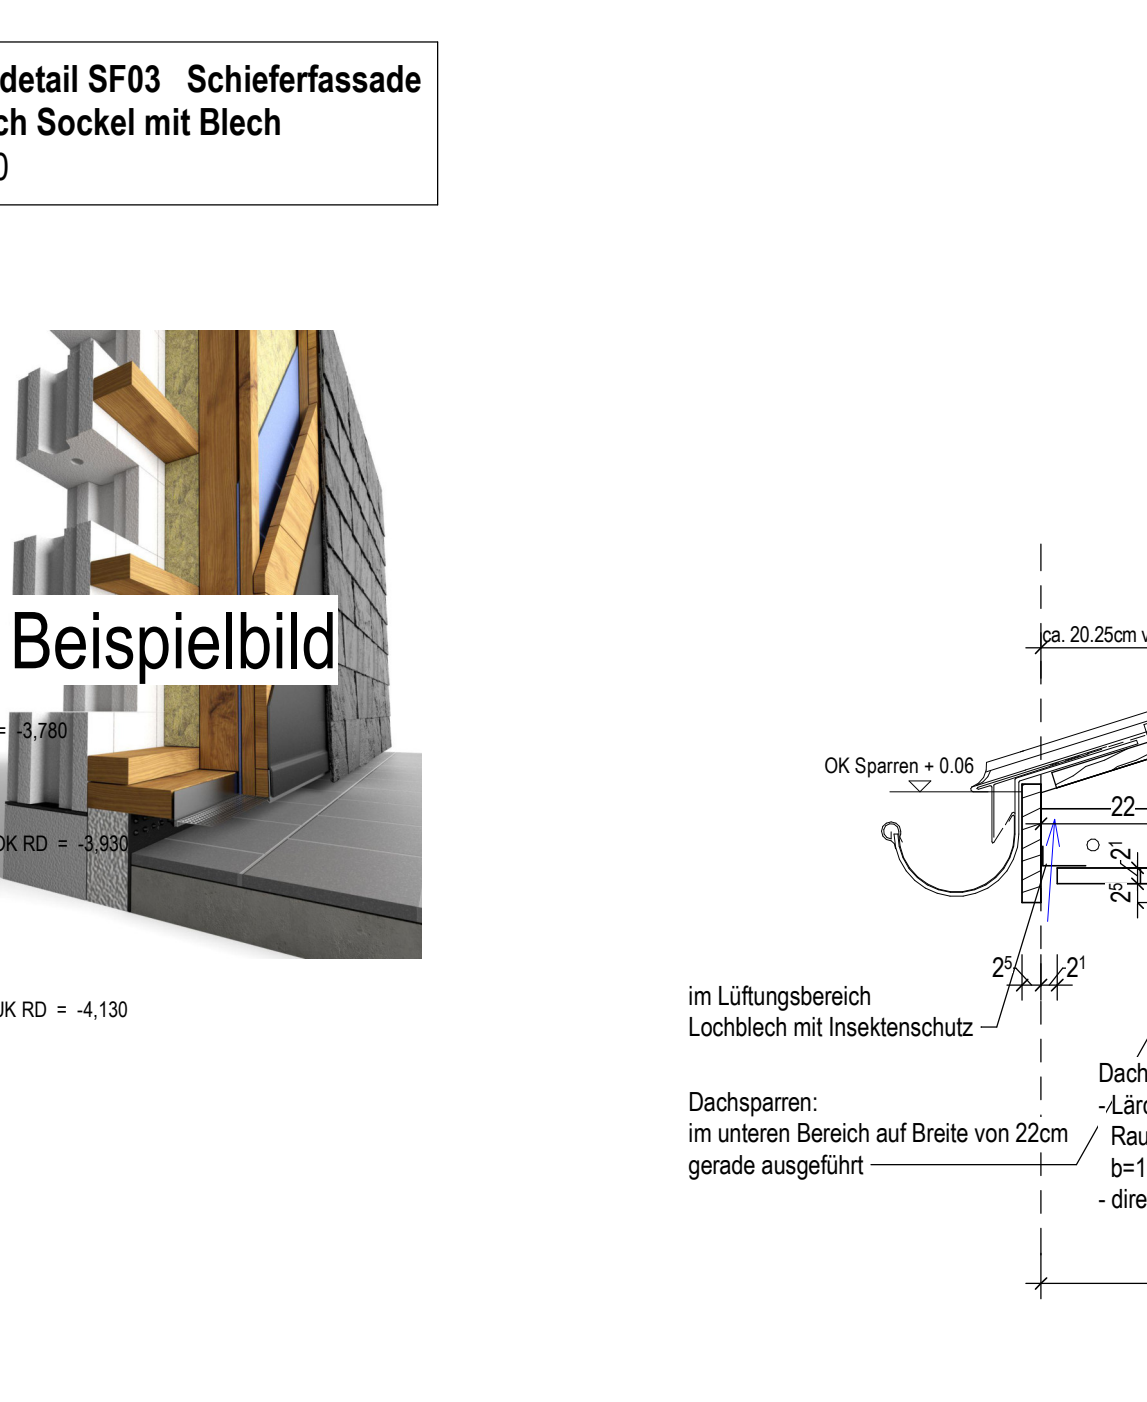 detail SF03 Schieferfassade
ch Sockel mit Blech
0
Beispielbild
= -3,780
OK RD = -3,930
UK RD = -4,130
ca. 20.25cm v
OK Sparren + 0.06
22
2¹
2⁵
2⁵ 2¹
im Lüftungsbereich
Lochblech mit Insektenschutz
Dachsparren:
im unteren Bereich auf Breite von 22cm
gerade ausgeführt
Dach
- Lärc
Rau
b=1
- dire